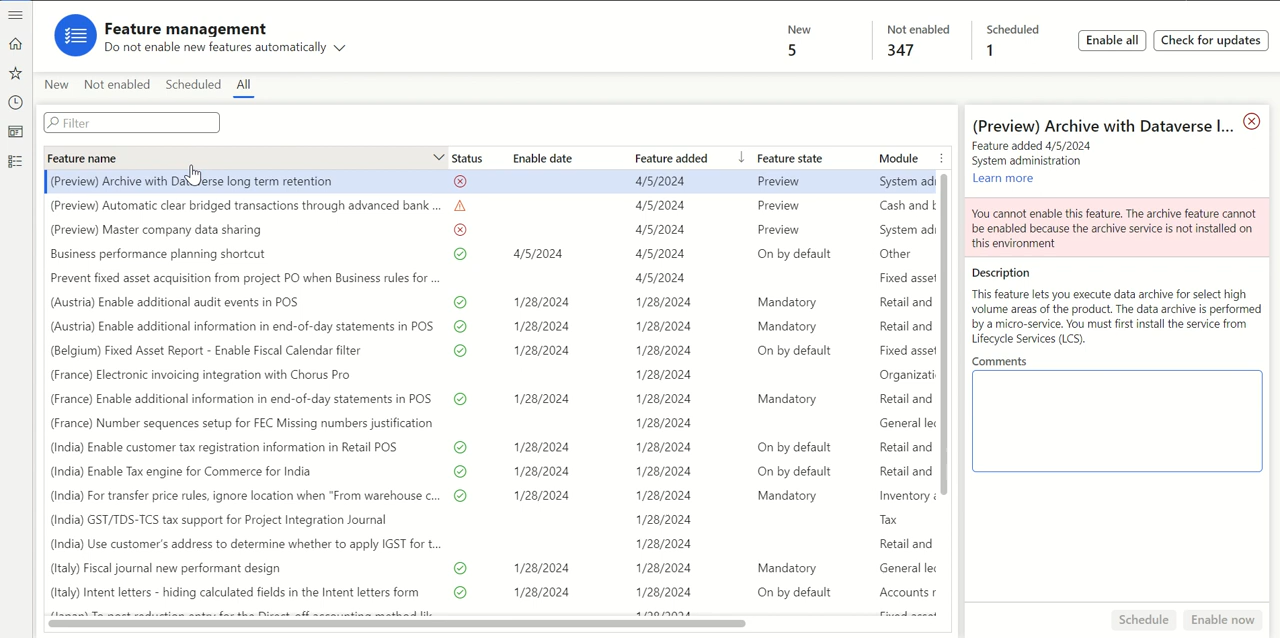 Feature management
Do not enable new features automatically
New
5
Not enabled
347
Scheduled
1
Enable all
Check for updates
New Not enabled Scheduled All
Filter
Feature name Status Enable date Feature added Feature state Module
(Preview) Archive with Dataverse long term retention 4/5/2024 Preview System adi
(Preview) Automatic clear bridged transactions through advanced bank ... 4/5/2024 Preview Cash and b
(Preview) Master company data sharing 4/5/2024 Preview System adi
Business performance planning shortcut 4/5/2024 4/5/2024 On by default Other
Prevent fixed asset acquisition from project PO when Business rules for ... 4/5/2024 Fixed asset
(Austria) Enable additional audit events in POS 1/28/2024 1/28/2024 Mandatory Retail and
(Austria) Enable additional information in end-of-day statements in POS 1/28/2024 1/28/2024 Mandatory Retail and
(Belgium) Fixed Asset Report - Enable Fiscal Calendar filter 1/28/2024 1/28/2024 On by default Fixed asset
(France) Electronic invoicing integration with Chorus Pro 1/28/2024 Organizati
(France) Enable additional information in end-of-day statements in POS 1/28/2024 1/28/2024 Mandatory Retail and
(France) Number sequences setup for FEC Missing numbers justification 1/28/2024 General le
(India) Enable customer tax registration information in Retail POS 1/28/2024 1/28/2024 On by default Retail and
(India) Enable Tax engine for Commerce for India 1/28/2024 1/28/2024 On by default Retail and
(India) For transfer price rules, ignore location when "From warehouse c... 1/28/2024 1/28/2024 Mandatory Inventory
(India) GST/TDS-TCS tax support for Project Integration Journal 1/28/2024 Tax
(India) Use customer's address to determine whether to apply IGST for t... 1/28/2024 Retail and
(Italy) Fiscal journal new performant design 1/28/2024 1/28/2024 Mandatory General le
(Italy) Intent letters - hiding calculated fields in the Intent letters form 1/28/2024 1/28/2024 On by default Accounts r
(Preview) Archive with Dataverse l...
Feature added 4/5/2024
System administration
Learn more
You cannot enable this feature. The archive feature cannot
be enabled because the archive service is not installed on
this environment
Description
This feature lets you execute data archive for select high
volume areas of the product. The data archive is performed
by a micro-service. You must first install the service from
Lifecycle Services (LCS).
Comments
Schedule Enable now